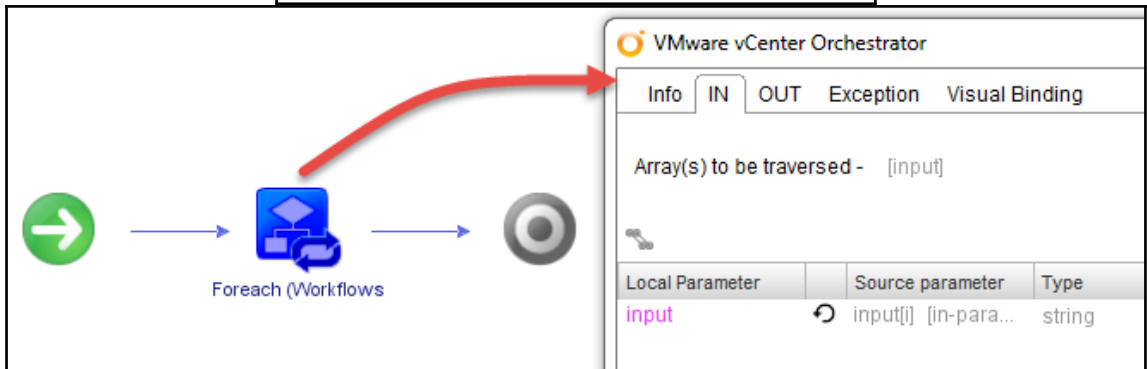 VMware vCenter Orchestrator
Info IN OUT Exception Visual Binding
Array(s) to be traversed - [input]
Local Parameter Source parameter Type
input input[i] [in-para... string
Foreach (Workflows